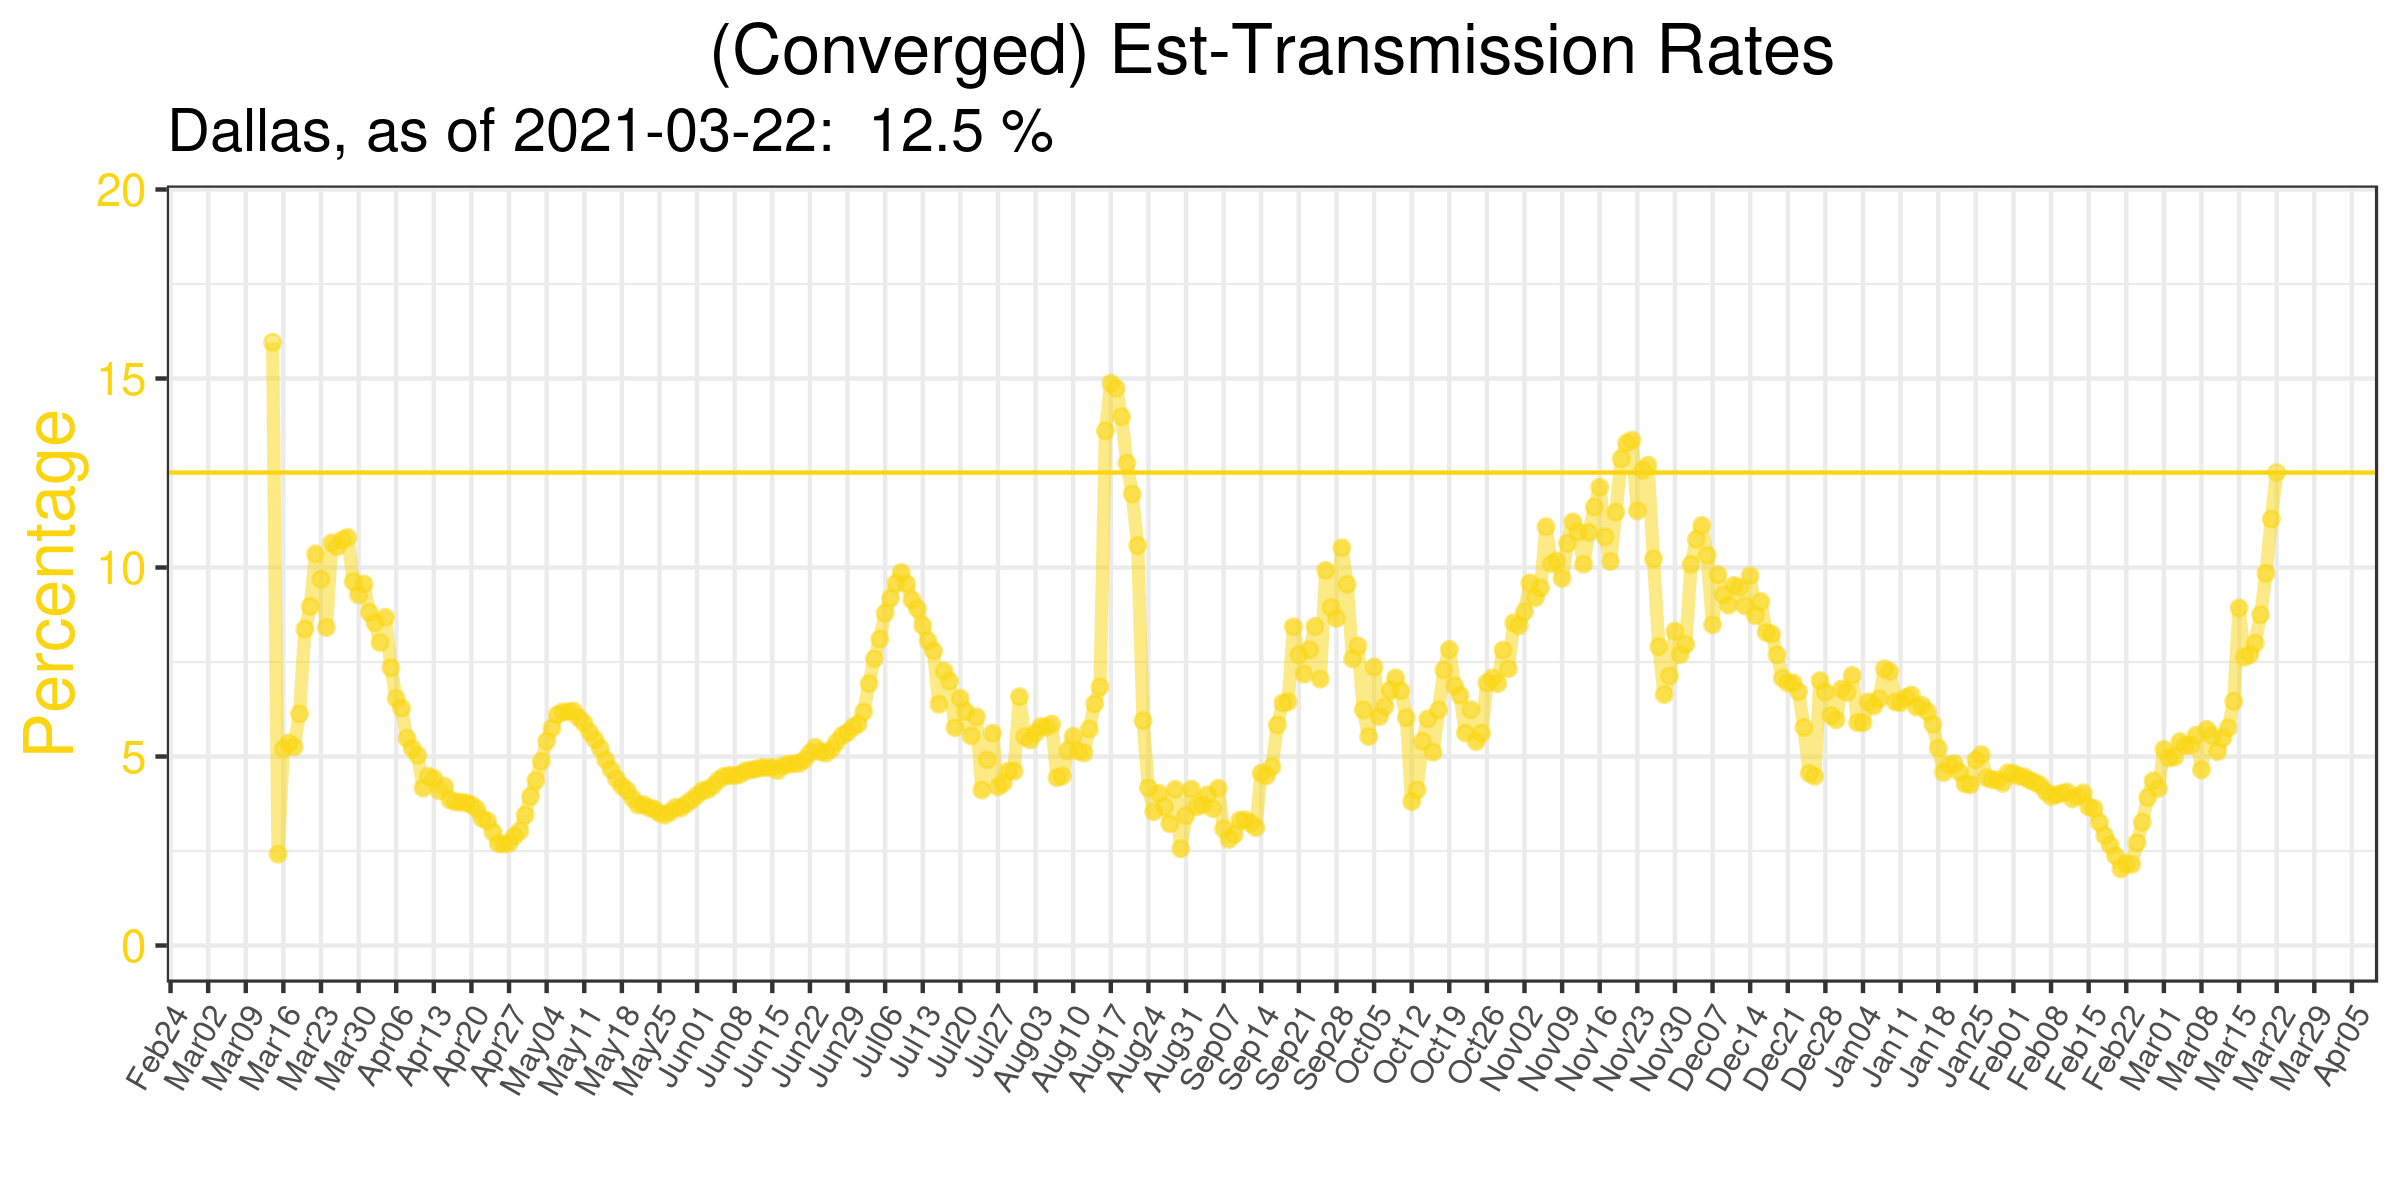 (Converged) Est-Transmission Rates
Dallas, as of 2021-03-22:  12.5 %
Percentage
20
15
10
5
0
Feb24
Mar02
Mar09
Mar16
Mar23
Mar30
Apr06
Apr13
Apr20
Apr27
May04
May11
May18
May25
Jun01
Jun08
Jun15
Jun22
Jun29
Jul06
Jul13
Jul20
Jul27
Aug03
Aug10
Aug17
Aug24
Aug31
Sep07
Sep14
Sep21
Sep28
Oct05
Oct12
Oct19
Oct26
Nov02
Nov09
Nov16
Nov23
Nov30
Dec07
Dec14
Dec21
Dec28
Jan04
Jan11
Jan18
Jan25
Feb01
Feb08
Feb15
Feb22
Mar01
Mar08
Mar15
Mar22
Mar29
Apr05